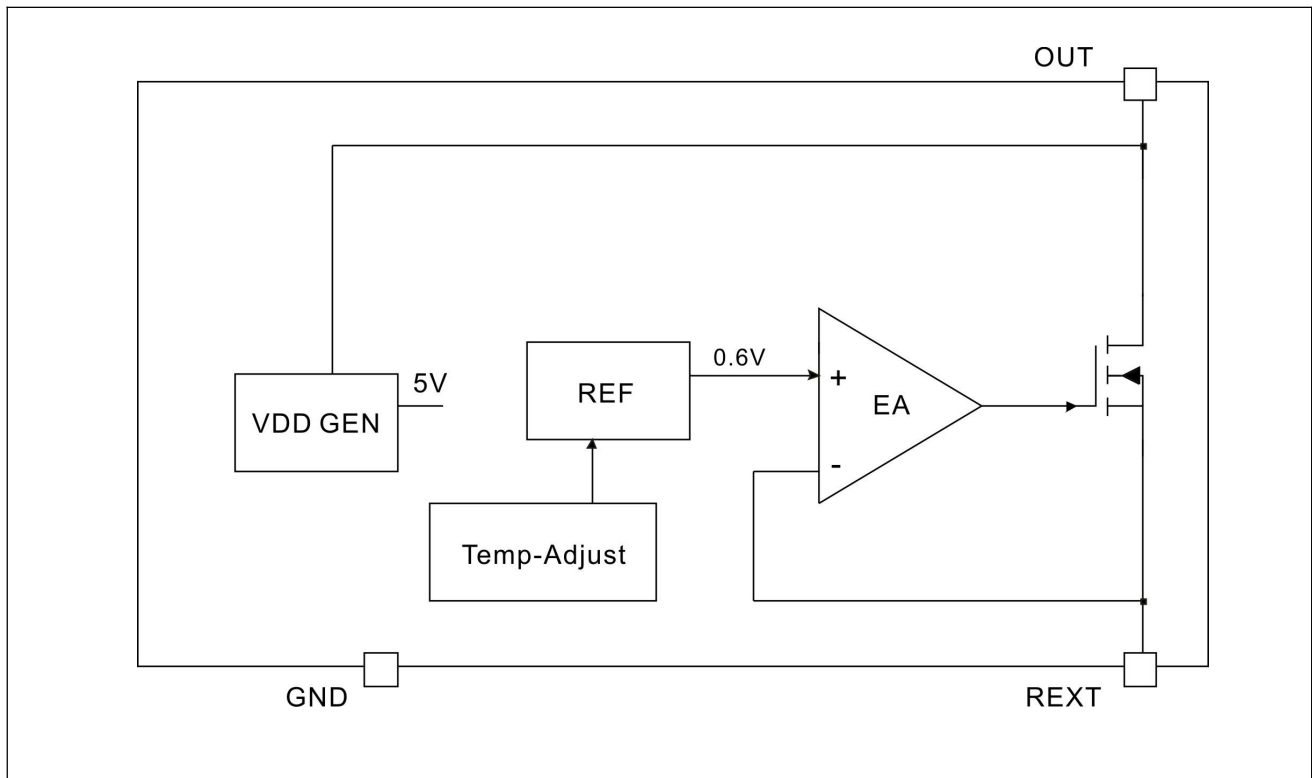 OUT
5V
VDD GEN
REF
0.6V
+
EA
-
Temp-Adjust
GND
REXT